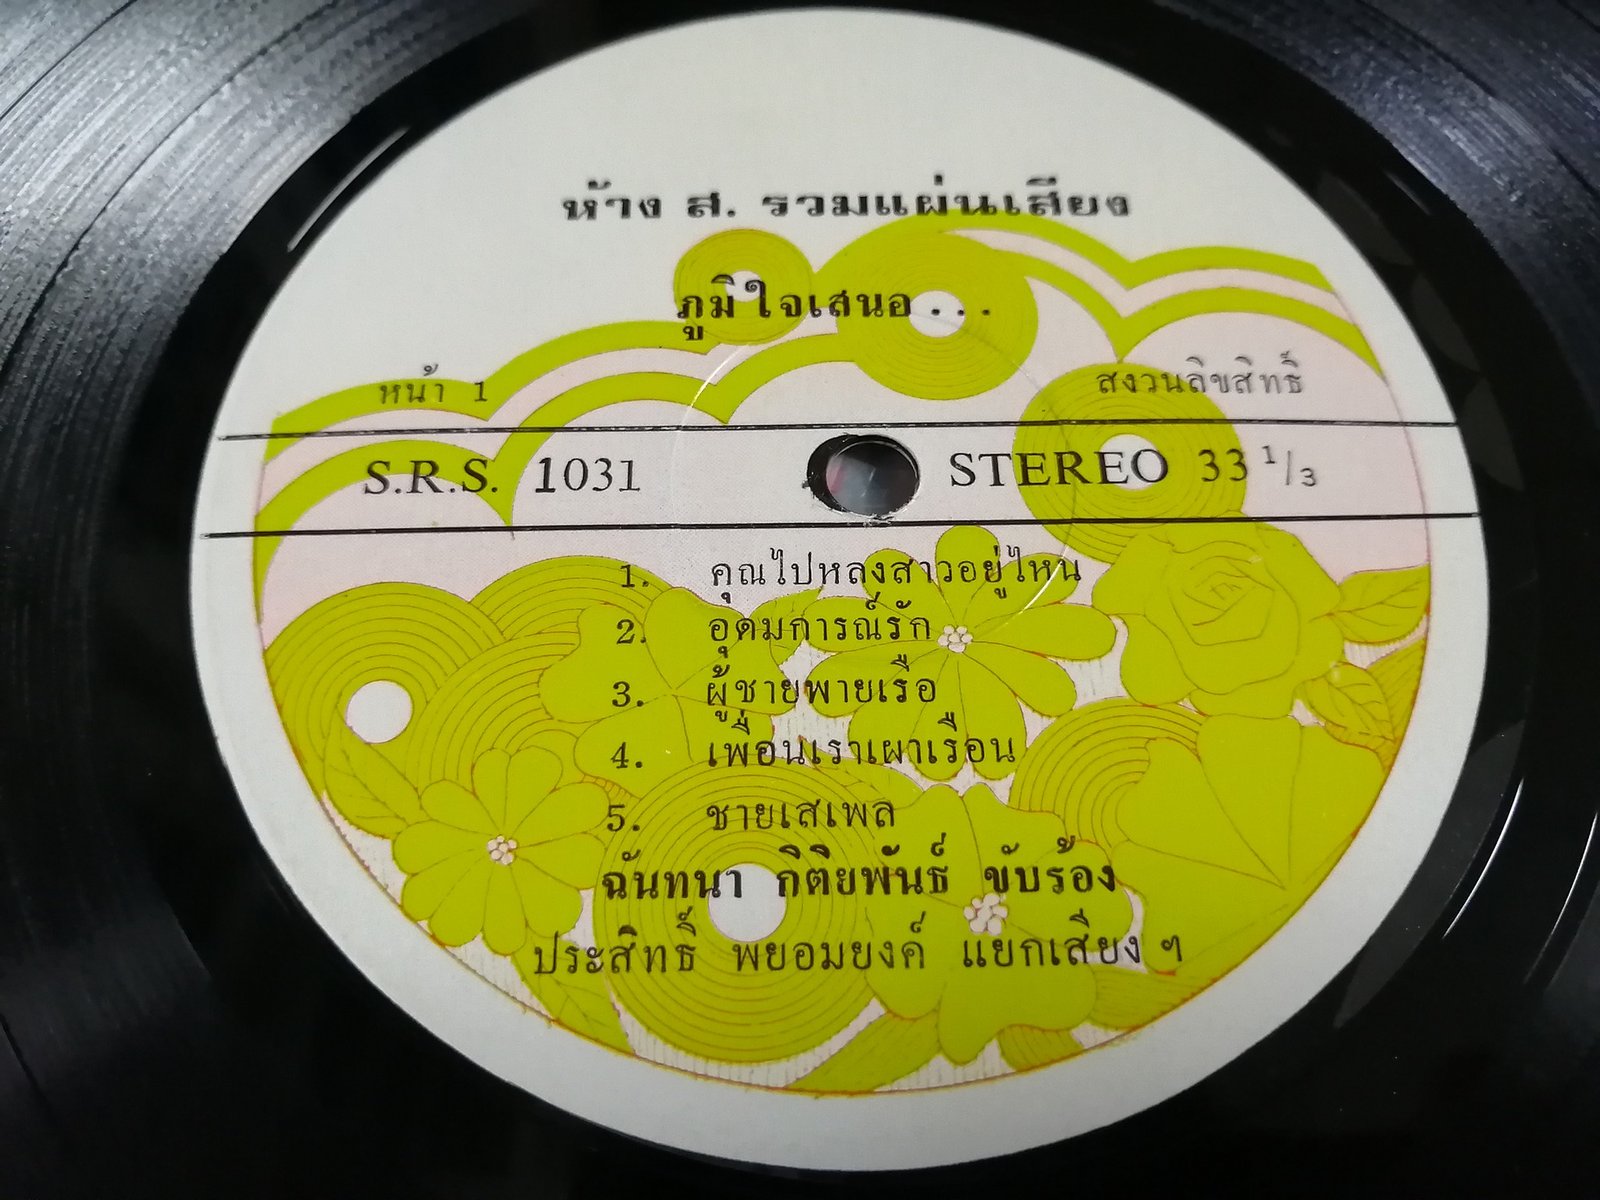 ห้าง ส. รวมแผ่นเสียง
ภูมิใจเสนอ...
หน้า 1
สงวนลิขสิทธิ์
S.R.S. 1031
STEREO 33 1/3
1. คุณไปหลงสาวอยู่ไหน
2. อุดมการณ์รัก
3. ผู้ชายพายเรือ
4. เพื่อนเราเผาเรือน
5. ชายเสเพล
ฉันทนา กิติยพันธ์ ขับร้อง
ประสิทธิ์ พยอมยงค์ แยกเสียงฯ